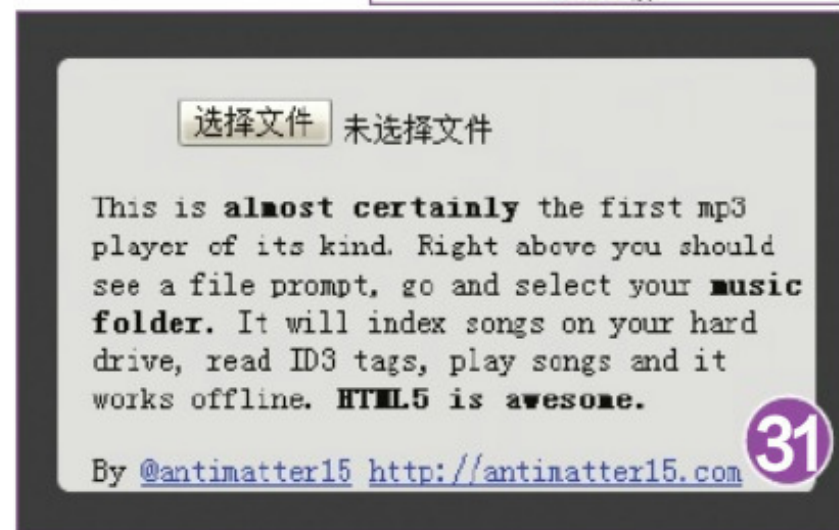 选择文件 未选择文件
This is almost certainly the first mp3
player of its kind. Right above you should
see a file prompt, go and select your music
folder. It will index songs on your hard
drive, read ID3 tags, play songs and it
works offline. HTML5 is awesome.
By @antimatter15 http://antimatter15.com
31